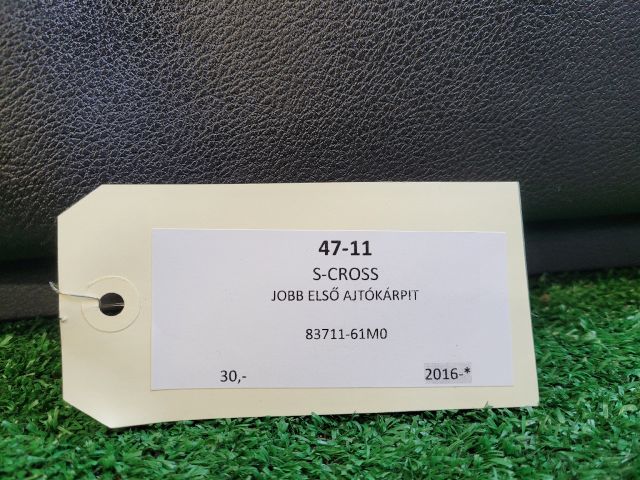 47-11
S-CROSS
JOBB ELSŐ AJTÓKÁRPIT
83711-61M0
30,-
2016-*